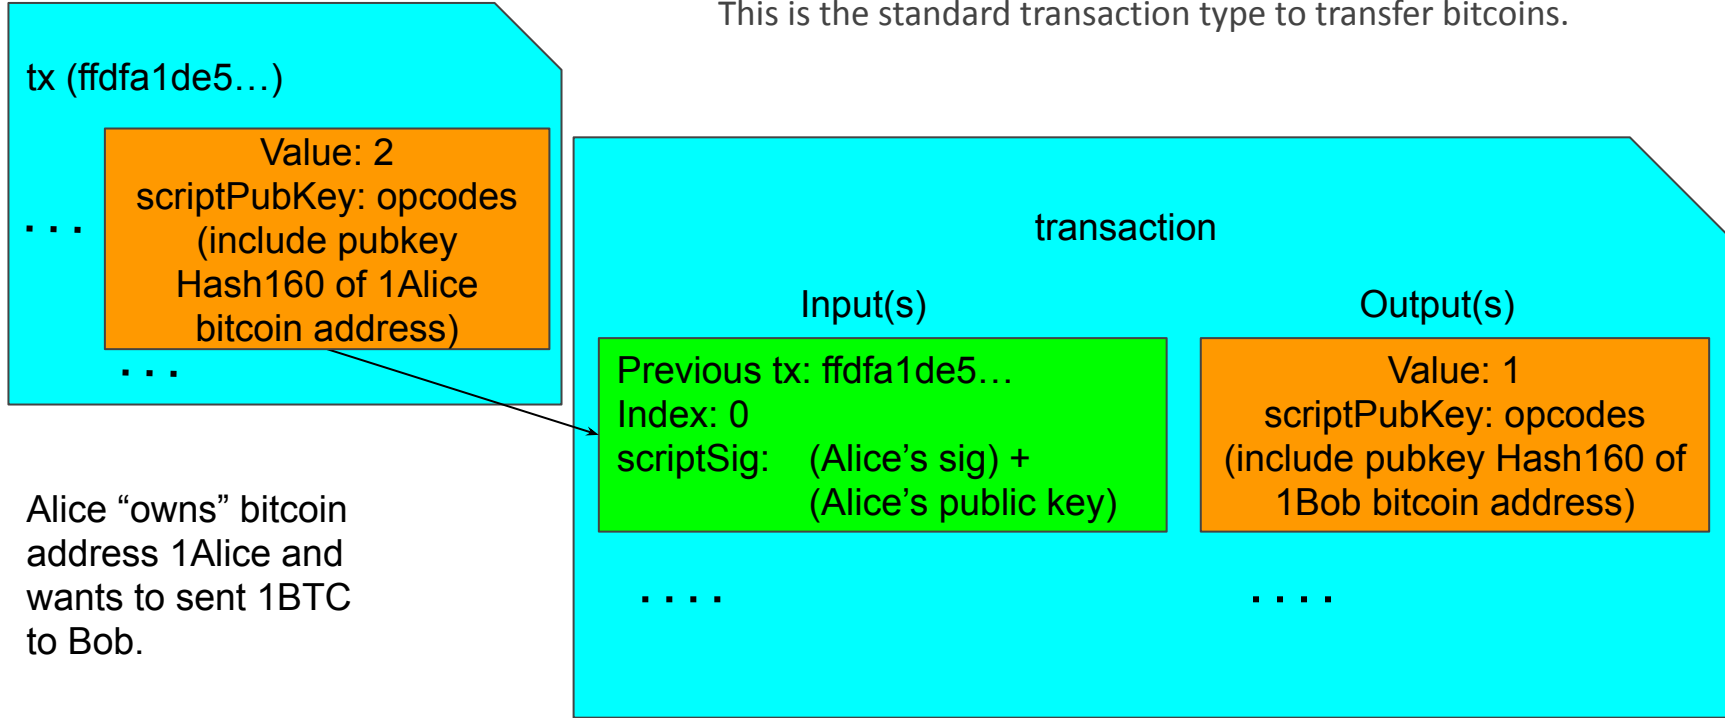 This is the standard transaction type to transfer bitcoins.
tx (ffdfa1de5…)
Value: 2
scriptPubKey: opcodes
(include pubkey
Hash160 of 1Alice
bitcoin address)
. . .
. . .
Alice “owns” bitcoin
address 1Alice and
wants to sent 1BTC
to Bob.
transaction
Input(s)
Previous tx: ffdfa1de5…
Index: 0
scriptSig: (Alice’s sig) +
(Alice’s public key)
. . . .
Output(s)
Value: 1
scriptPubKey: opcodes
(include pubkey Hash160 of
1Bob bitcoin address)
. . . .